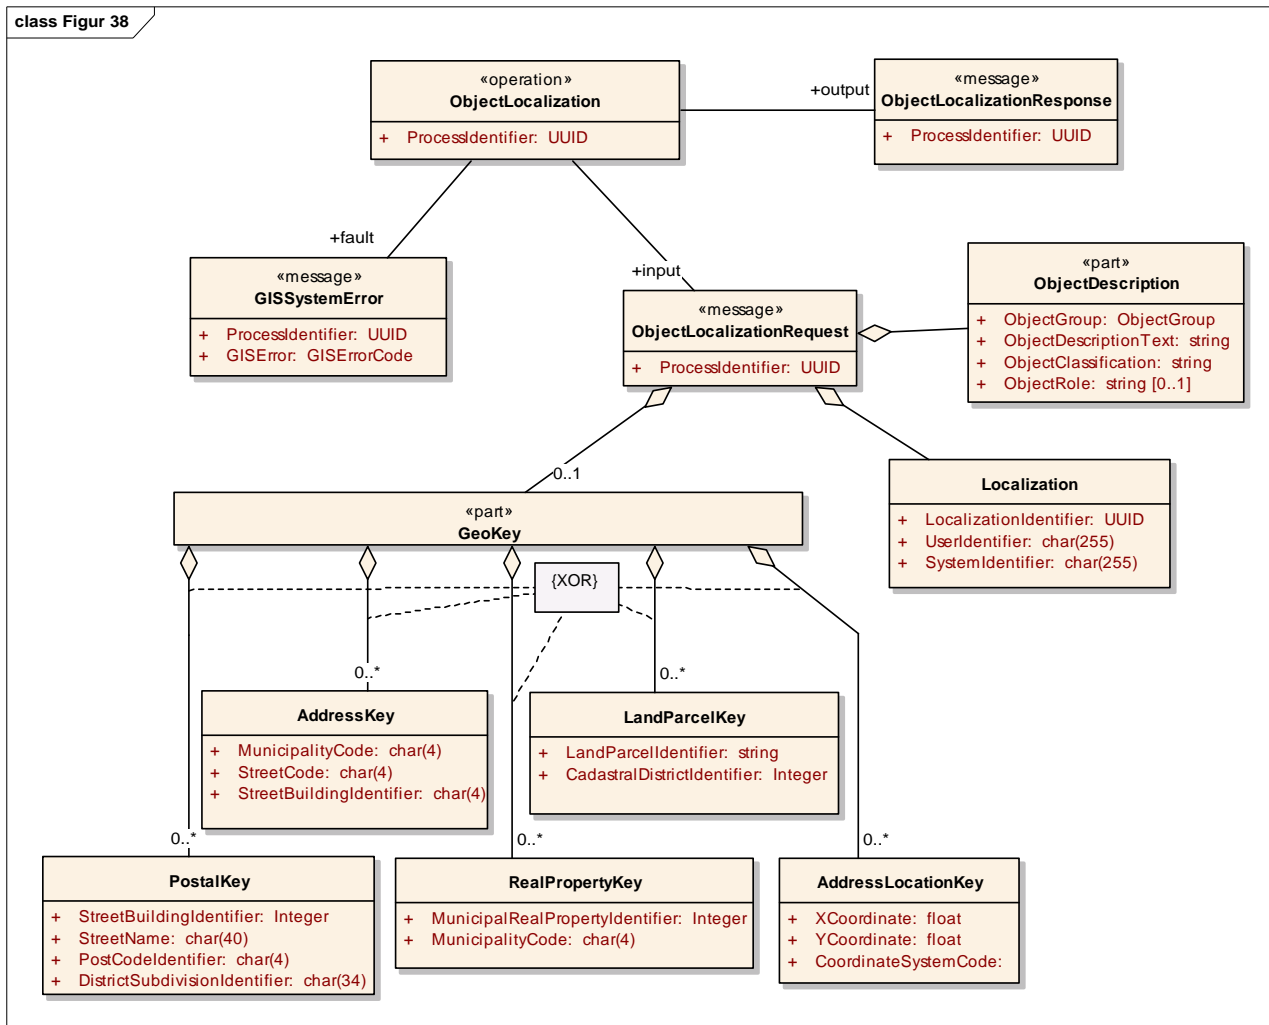 class Figur 38
«operation»
ObjectLocalization
+ ProcessIdentifier: UUID
+output
«message»
ObjectLocalizationResponse
+ ProcessIdentifier: UUID
+fault
«message»
GISSystemError
+ ProcessIdentifier: UUID
+ GISError: GISErrorCode
+input
«message»
ObjectLocalizationRequest
+ ProcessIdentifier: UUID
«part»
ObjectDescription
+ ObjectGroup: ObjectGroup
+ ObjectDescriptionText: string
+ ObjectClassification: string
+ ObjectRole: string [0..1]
0..1
Localization
+ LocalizationIdentifier: UUID
+ UserIdentifier: char(255)
+ SystemIdentifier: char(255)
«part»
GeoKey
{XOR}
0..*
AddressKey
+ MunicipalityCode: char(4)
+ StreetCode: char(4)
+ StreetBuildingIdentifier: char(4)
0..*
LandParcelKey
+ LandParcelIdentifier: string
+ CadastralDistrictIdentifier: Integer
0..*
PostalKey
+ StreetBuildingIdentifier: Integer
+ StreetName: char(40)
+ PostCodeIdentifier: char(4)
+ DistrictSubdivisionIdentifier: char(34)
0..*
RealPropertyKey
+ MunicipalRealPropertyIdentifier: Integer
+ MunicipalityCode: char(4)
0..*
AddressLocationKey
+ XCoordinate: float
+ YCoordinate: float
+ CoordinateSystemCode: